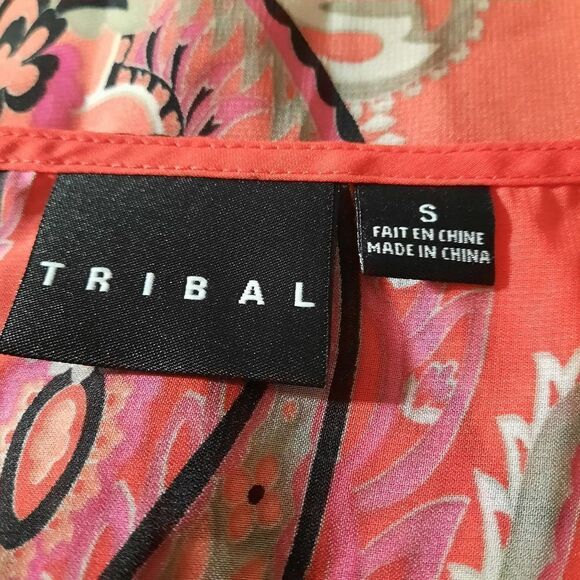 TRIBAL
S
FAIT EN CHINE
MADE IN CHINA